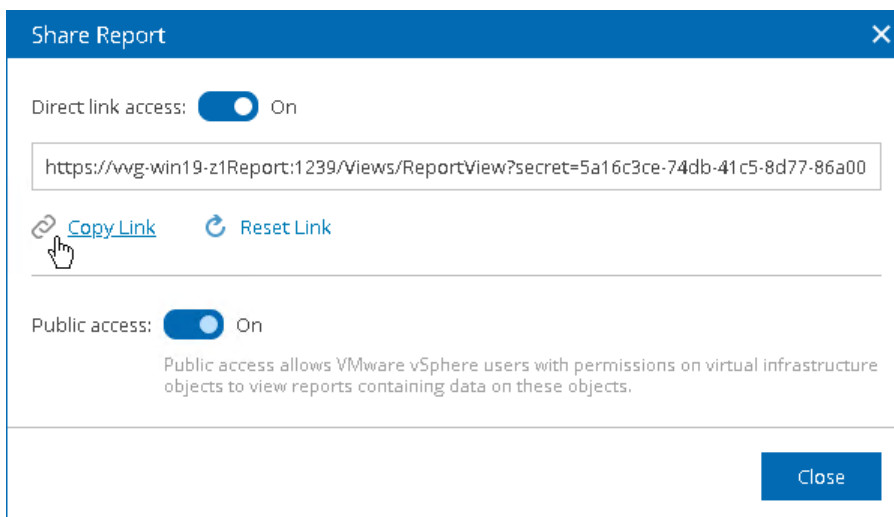 Share Report
Direct link access: On
https://vvg-win19-z1Report:1239/Views/ReportView?secret=5a16c3ce-74db-41c5-8d77-86a00
Copy Link Reset Link
Public access: On
Public access allows VMware vSphere users with permissions on virtual infrastructure
objects to view reports containing data on these objects.
Close